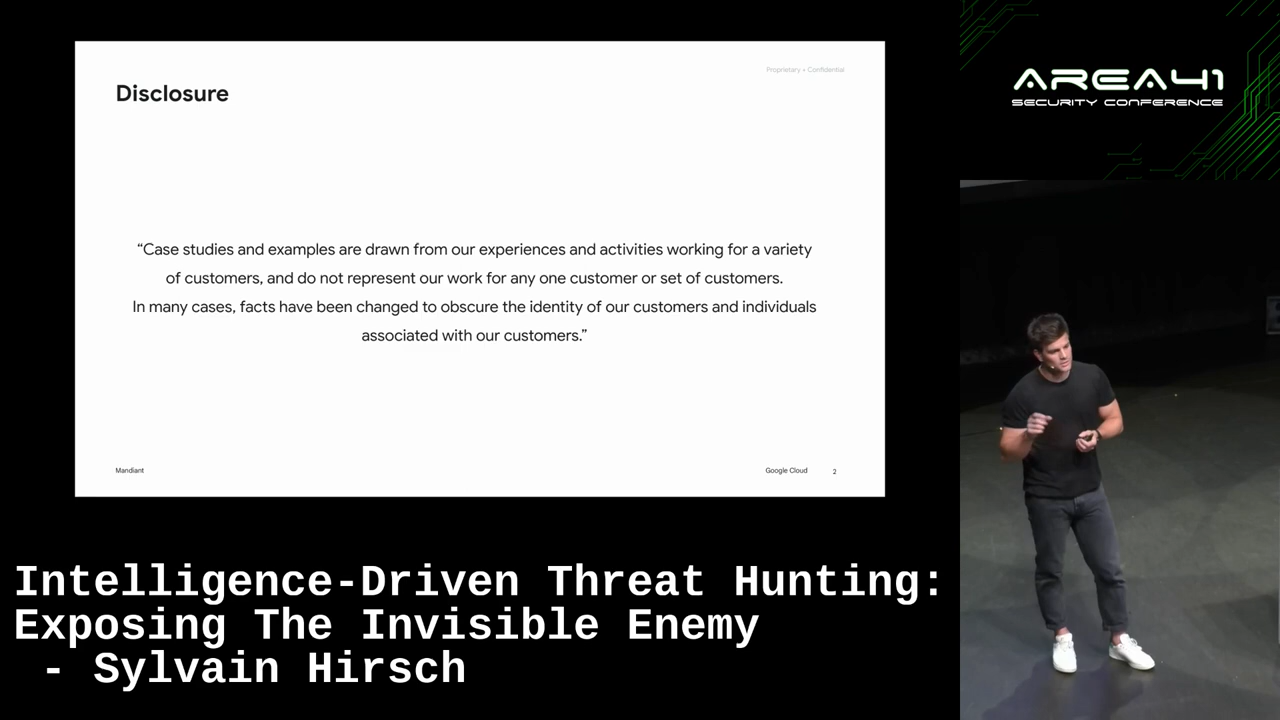 Proprietary + Confidential
Disclosure
“Case studies and examples are drawn from our experiences and activities working for a variety
of customers, and do not represent our work for any one customer or set of customers.
In many cases, facts have been changed to obscure the identity of our customers and individuals
associated with our customers.”
Mandiant
Google Cloud
2
AREA41
SECURITY CONFERENCE
Intelligence-Driven Threat Hunting:
Exposing The Invisible Enemy
- Sylvain Hirsch